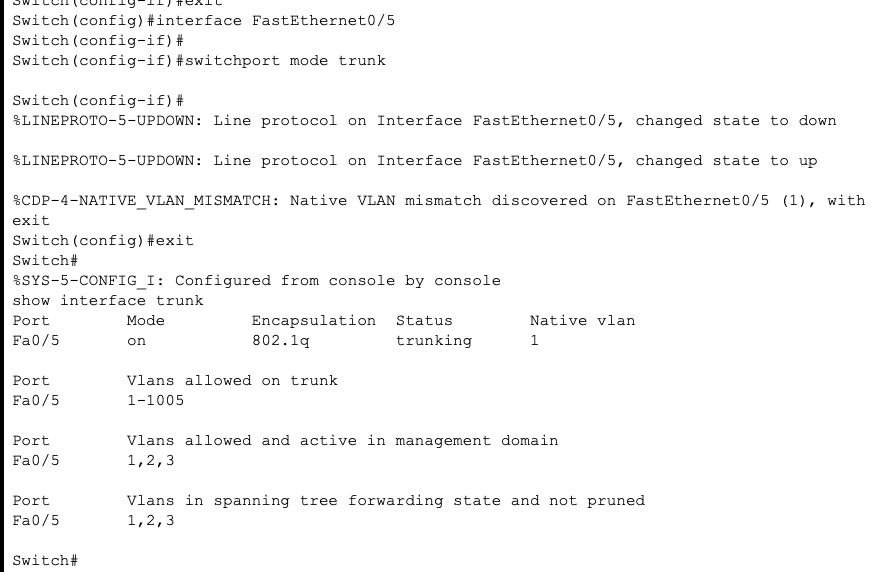 Switch(config-if)#exit
Switch(config)#interface FastEthernet0/5
Switch(config-if)#
Switch(config-if)#switchport mode trunk
Switch(config-if)#
%LINEPROTO-5-UPDOWN: Line protocol on Interface FastEthernet0/5, changed state to down
%LINEPROTO-5-UPDOWN: Line protocol on Interface FastEthernet0/5, changed state to up
%CDP-4-NATIVE_VLAN_MISMATCH: Native VLAN mismatch discovered on FastEthernet0/5 (1), with
exit
Switch(config)#exit
Switch#
%SYS-5-CONFIG_I: Configured from console by console
show interface trunk
Port Mode Encapsulation Status Native vlan
Fa0/5 on 802.1q trunking 1
Port Vlans allowed on trunk
Fa0/5 1-1005
Port Vlans allowed and active in management domain
Fa0/5 1,2,3
Port Vlans in spanning tree forwarding state and not pruned
Fa0/5 1,2,3
Switch#